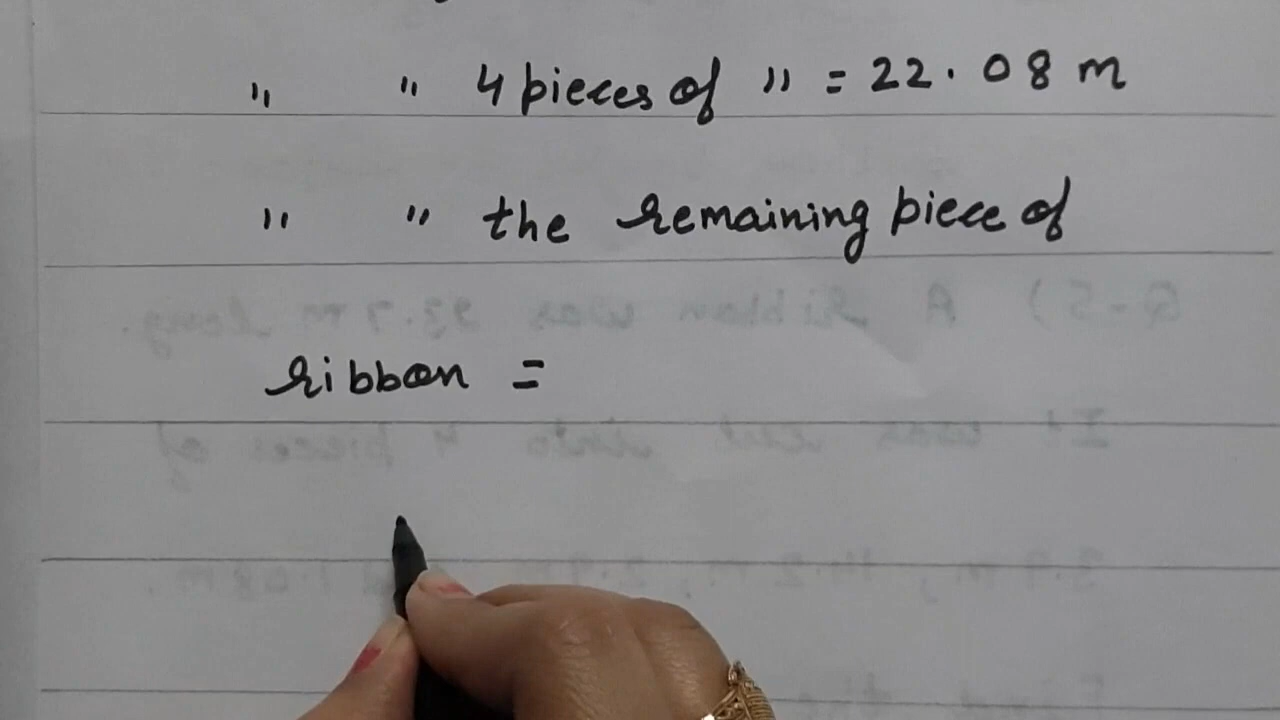 " " 4 pieces of " = 22.08 m
" " the remaining piece of
ribbon =